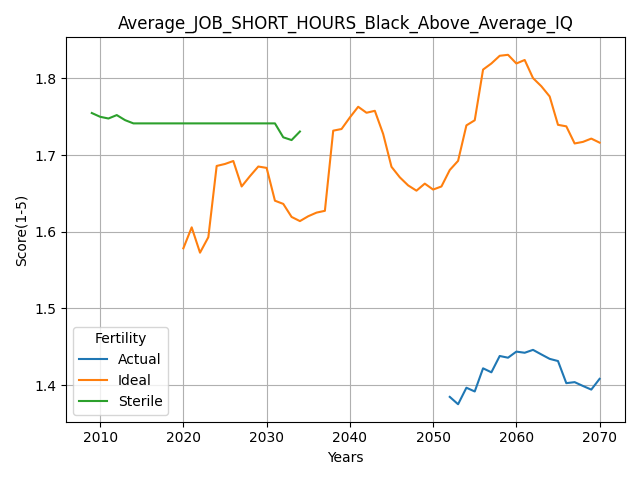 Average_JOB_SHORT_HOURS_Black_Above_Average_IQ
Score(1-5)
1.8
1.7
1.6
1.5
1.4
Fertility
Actual
Ideal
Sterile
2010 2020 2030 2040 2050 2060 2070
Years